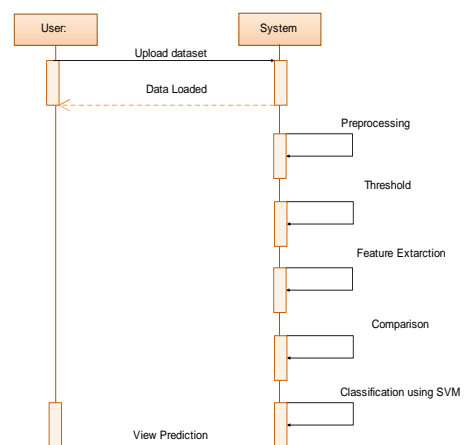 User:
System
Upload dataset
Data Loaded
Preprocessing
Threshold
Feature Extarction
Comparison
Classification using SVM
View Prediction